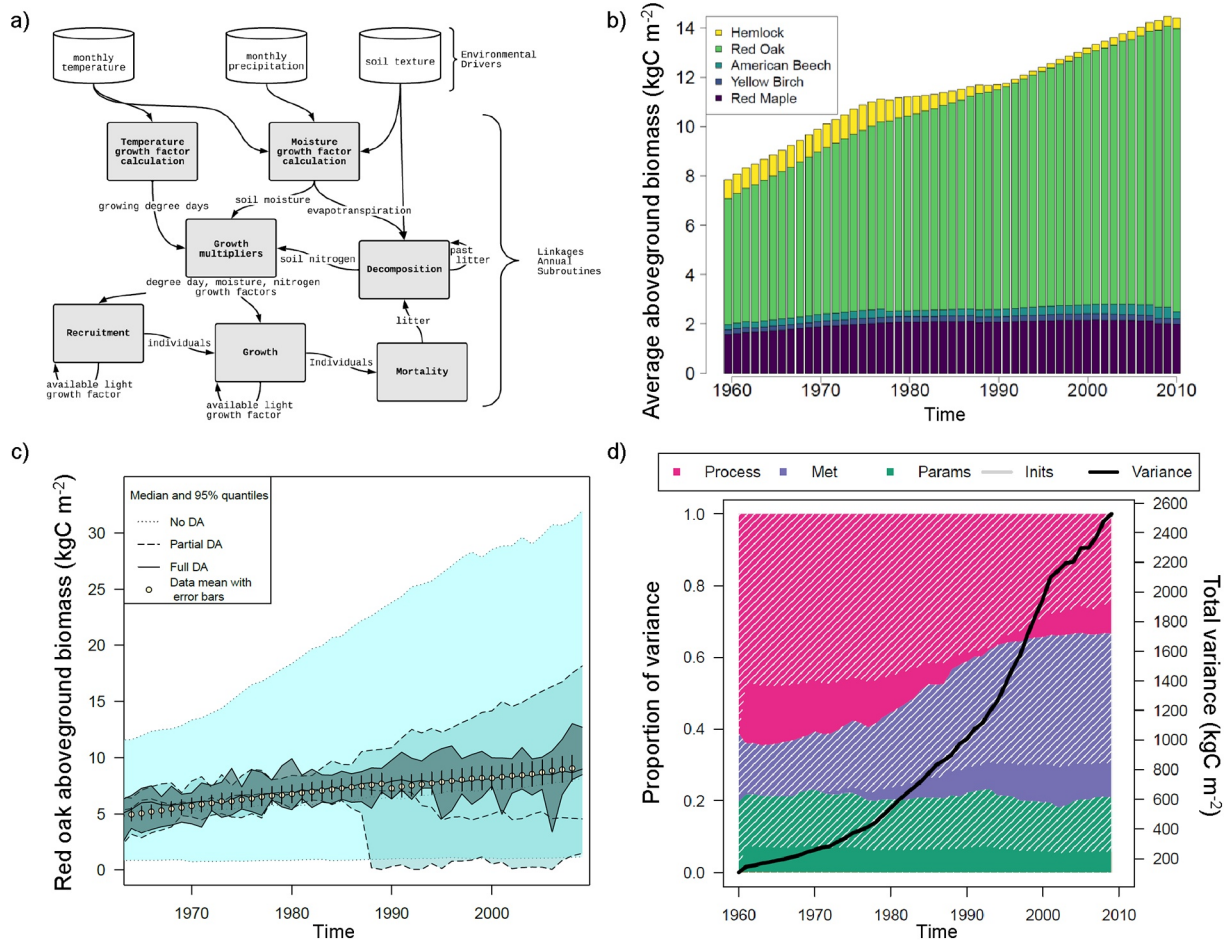 a)
monthly
temperature
monthly
precipitation
soil texture
Environmental
Drivers
Temperature
growth factor
calculation
Moisture
growth factor
calculation
growing degree days
soil moisture
evapotranspiration
Growth
multipliers
soil nitrogen
Decomposition
past
litter
Linkages
Annual
Subroutines
degree day, moisture, nitrogen
growth factors
litter
Recruitment
individuals
Growth
Individuals
Mortality
available light
growth factor
available light
growth factor
b)
Average aboveground biomass (kgC m-2)
14
12
10
8
6
4
2
0
Hemlock
Red Oak
American Beech
Yellow Birch
Red Maple
1960
1970
1980
1990
2000
2010
Time
c)
Red oak aboveground biomass (kgC m-2)
30
25
20
15
10
5
0
Median and 95% quantiles
No DA
Partial DA
Full DA
Data mean with
error bars
1970
1980
1990
2000
Time
d)
Process
Met
Params
Inits
Variance
Proportion of variance
1.0
0.8
0.6
0.4
0.2
0.0
2600
2400
2200
2000
1800
1600
1400
1200
1000
800
600
400
200
Total variance (kgC m-2)
1960
1970
1980
1990
2000
2010
Time